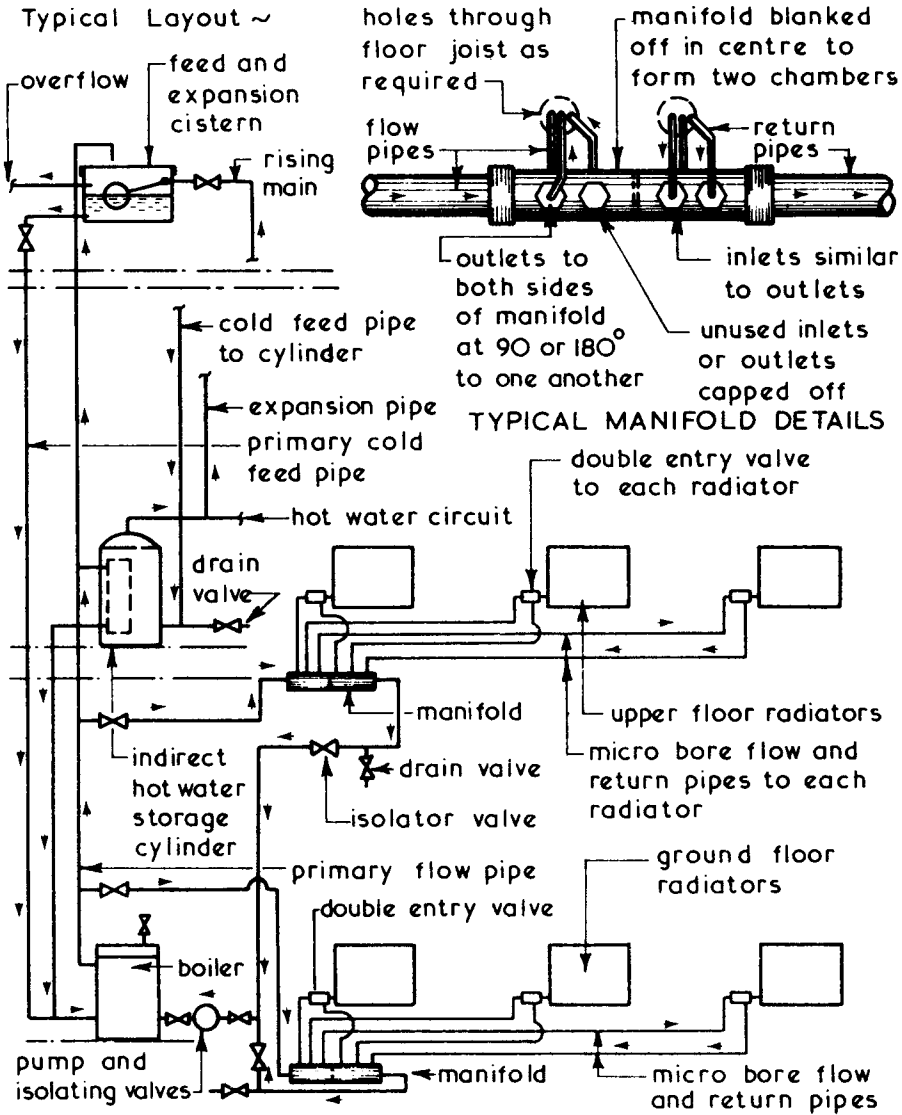 Typical Layout ~
overflow
feed and
expansion
cistern
rising
main
holes through
floor joist as
required
manifold blanked
off in centre to
form two chambers
flow
pipes
return
pipes
outlets to
both sides
of manifold
at 90 or 180°
to one another
inlets similar
to outlets
unused inlets
or outlets
capped off
TYPICAL MANIFOLD DETAILS
cold feed pipe
to cylinder
expansion pipe
primary cold
feed pipe
hot water circuit
double entry valve
to each radiator
drain
valve
manifold
upper floor radiators
indirect
hot water
storage
cylinder
drain valve
isolator valve
micro bore flow and
return pipes to each
radiator
primary flow pipe
ground floor
radiators
double entry valve
boiler
pump and
isolating valves
manifold
micro bore flow
and return pipes